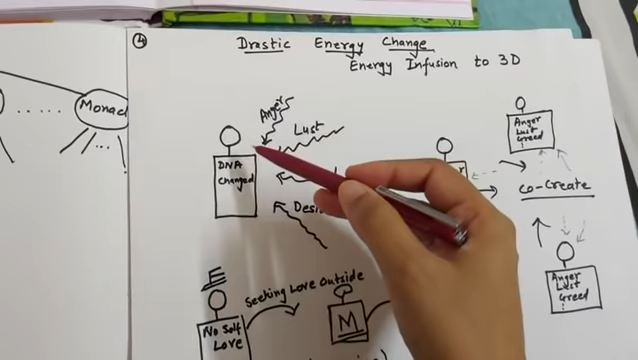 4
Drastic Energy Change
Energy Infusion to 3D
Monad
Anger
Lust
DNA
Changed
Anger
Lust
Greed
Co-Create
Anger
Lust
Greed
Seeking Love Outside
No Self
Love
M